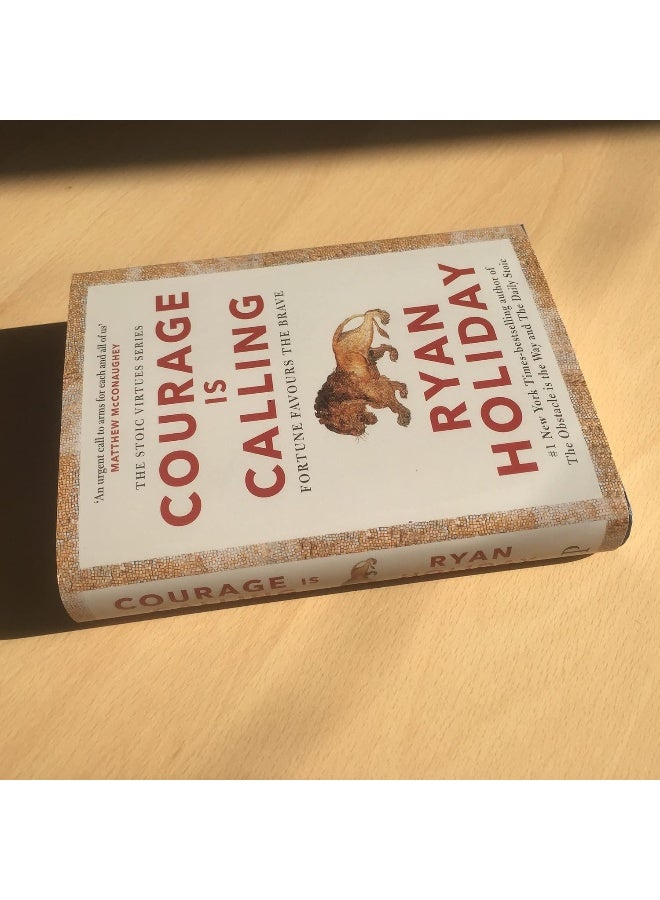 'An urgent call to arms for each and all of us'
MATTHEW McCONAUGHEY
THE STOIC VIRTUES SERIES
COURAGE
IS
CALLING
FORTUNE FAVOURS THE BRAVE
RYAN
HOLIDAY
#1 New York Times-bestselling author of
The Obstacle is the Way and The Daily Stoic
COURAGE IS
RYAN